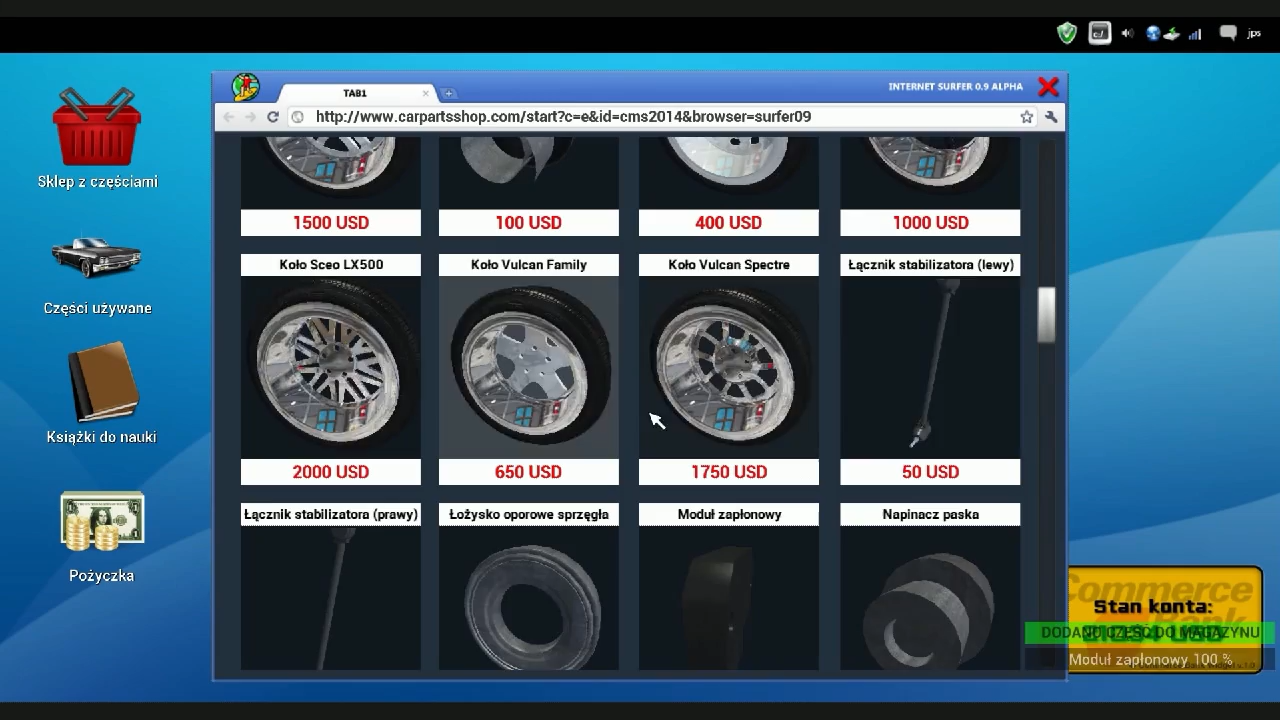 jps
TAB1
INTERNET SURFER 0.9 ALPHA
http://www.carpartsshop.com/start?c=e&id=cms2014&browser=surfer09
Sklep z częściami
Części używane
Książki do nauki
Pożyczka
1500 USD
100 USD
400 USD
1000 USD
Koło Sceo LX500
Koło Vulcan Family
Koło Vulcan Spectre
Łącznik stabilizatora (lewy)
2000 USD
650 USD
1750 USD
50 USD
Łącznik stabilizatora (prawy)
Łożysko oporowe sprzęgła
Moduł zapłonowy
Napinacz paska
Commerce
Stan konta:
DODANO CZĘŚĆ DO MAGAZYNU
Moduł zapłonowy 100 %